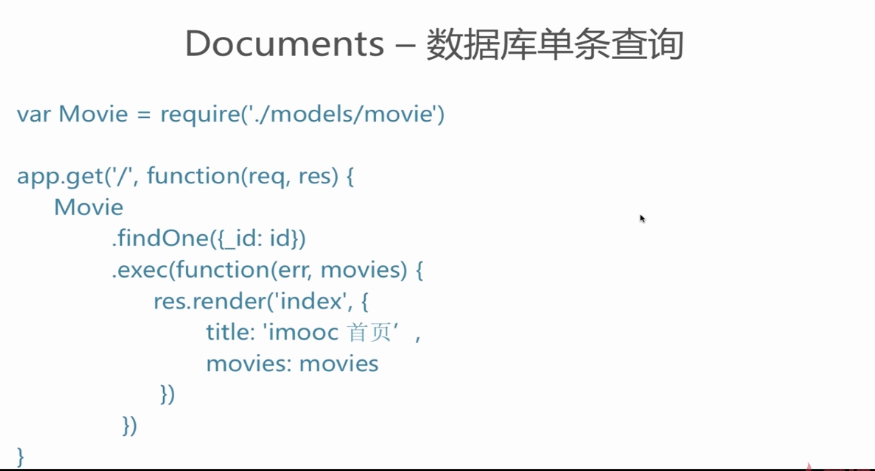 Documents – 数据库单条查询
var Movie = require('./models/movie')
app.get('/', function(req, res) {
Movie
.findOne({_id: id})
.exec(function(err, movies) {
res.render('index', {
title: 'imooc 首页’,
movies: movies
})
})
}